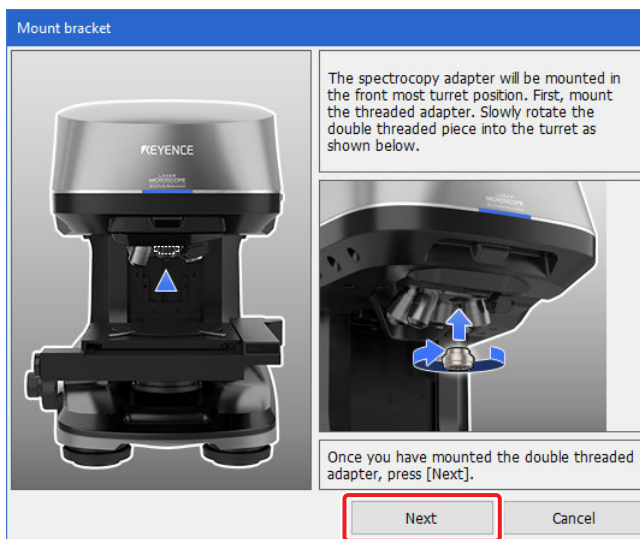 Mount bracket
The spectrocopy adapter will be mounted in
the front most turret position. First, mount
the threaded adapter. Slowly rotate the
double threaded piece into the turret as
shown below.
KEYENCE
LASER
MICROSCOPE
Once you have mounted the double threaded
adapter, press [Next].
Next
Cancel